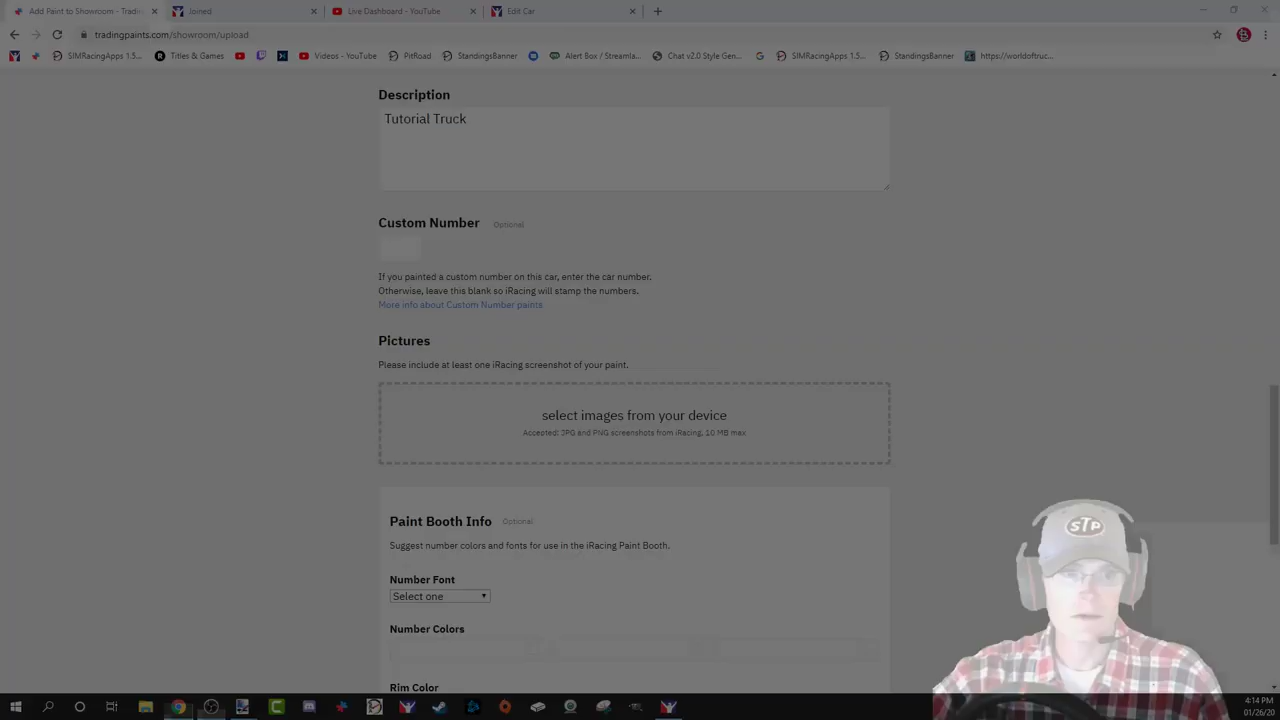 Add Paint to Showroom - Tradin
Joined
Live Dashboard - YouTube
Edit Car
tradingpaints.com/showroom/upload
SIMRacingApps 1.5...
Titles & Games
Videos - YouTube
PitRoad
StandingsBanner
Alert Box / Streamla...
Chat v2.0 Style Gen...
SIMRacingApps 1.5...
StandingsBanner
https://worldoftruc...
Description
Tutorial Truck
Custom Number Optional
If you painted a custom number on this car, enter the car number.
Otherwise, leave this blank so iRacing will stamp the numbers.
More info about Custom Number paints
Pictures
Please include at least one iRacing screenshot of your paint.
select images from your device
Accepted: JPG and PNG screenshots from iRacing, 10 MB max
Paint Booth Info Optional
Suggest number colors and fonts for use in the iRacing Paint Booth.
Number Font
Select one
Number Colors
Rim Color
STP
4:14 PM
01/26/20